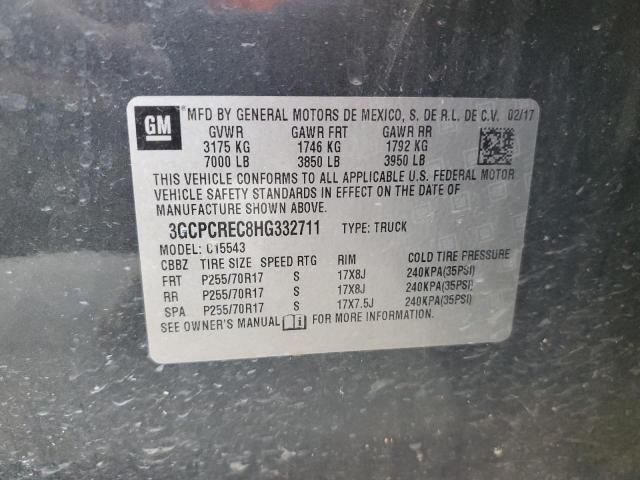 GM
MFD BY GENERAL MOTORS DE MEXICO, S. DE R.L. DE C.V. 02/17
GVWR GAWR FRT GAWR RR
3175 KG 1746 KG 1792 KG
7000 LB 3850 LB 3950 LB
THIS VEHICLE CONFORMS TO ALL APPLICABLE U.S. FEDERAL MOTOR
VEHICLE SAFETY STANDARDS IN EFFECT ON THE DATE OF
MANUFACTURE SHOWN ABOVE.
3GCPCREC8HG332711 TYPE: TRUCK
MODEL: C15543
CBBZ TIRE SIZE SPEED RTG RIM COLD TIRE PRESSURE
FRT P255/70R17 S 17X8J 240KPA(35PSI)
RR P255/70R17 S 17X8J 240KPA(35PSI)
SPA P255/70R17 S 17X7.5J 240KPA(35PSI)
SEE OWNER'S MANUAL FOR MORE INFORMATION.